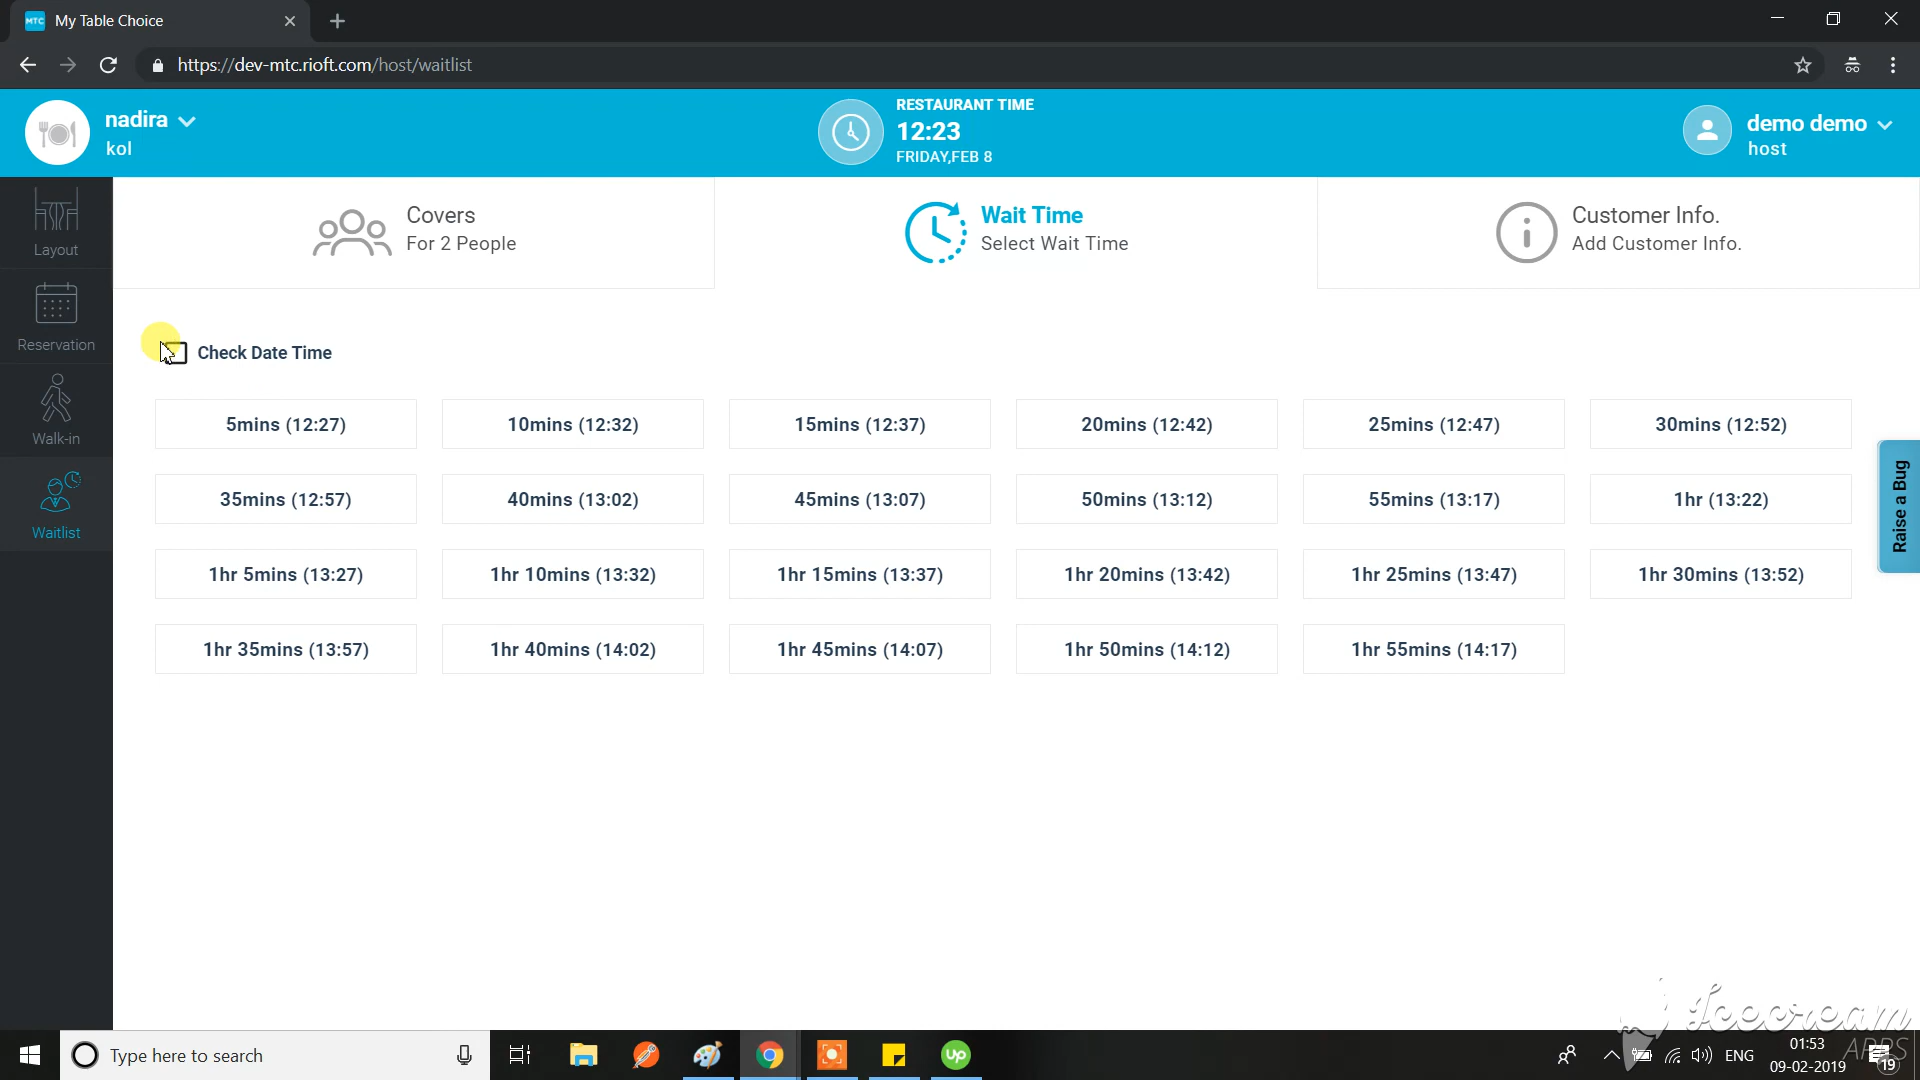 MTC My Table Choice
https://dev-mtc.rioft.com/host/waitlist
nadira
kol
RESTAURANT TIME
12:23
FRIDAY,FEB 8
demo demo
host
Layout
Reservation
Walk-in
Waitlist
Covers
For 2 People
Wait Time
Select Wait Time
Customer Info.
Add Customer Info.
Check Date Time
5mins (12:27) 10mins (12:32) 15mins (12:37) 20mins (12:42) 25mins (12:47) 30mins (12:52)
35mins (12:57) 40mins (13:02) 45mins (13:07) 50mins (13:12) 55mins (13:17) 1hr (13:22)
1hr 5mins (13:27) 1hr 10mins (13:32) 1hr 15mins (13:37) 1hr 20mins (13:42) 1hr 25mins (13:47) 1hr 30mins (13:52)
1hr 35mins (13:57) 1hr 40mins (14:02) 1hr 45mins (14:07) 1hr 50mins (14:12) 1hr 55mins (14:17)
Raise a Bug
Icecream
APPS
Type here to search
up
ENG
01:53
09-02-2019
19